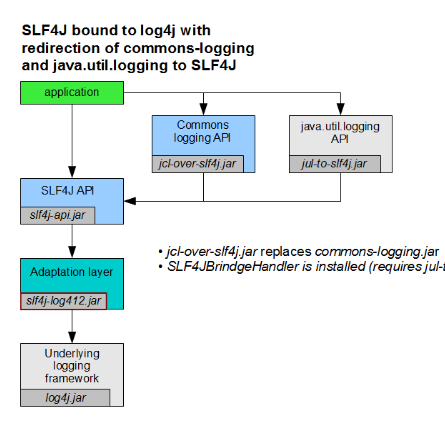 SLF4J bound to log4j with
redirection of commons-logging
and java.util.logging to SLF4J
application
Commons
logging API
jcl-over-slf4j.jar
java.util.logging
API
jul-to-slf4j.jar
SLF4J API
slf4j-api.jar
• jcl-over-slf4j.jar replaces commons-logging.jar
• SLF4JBrindgeHandler is installed (requires jul-t
Adaptation layer
slf4j-log412.jar
Underlying
logging
framework
log4j.jar